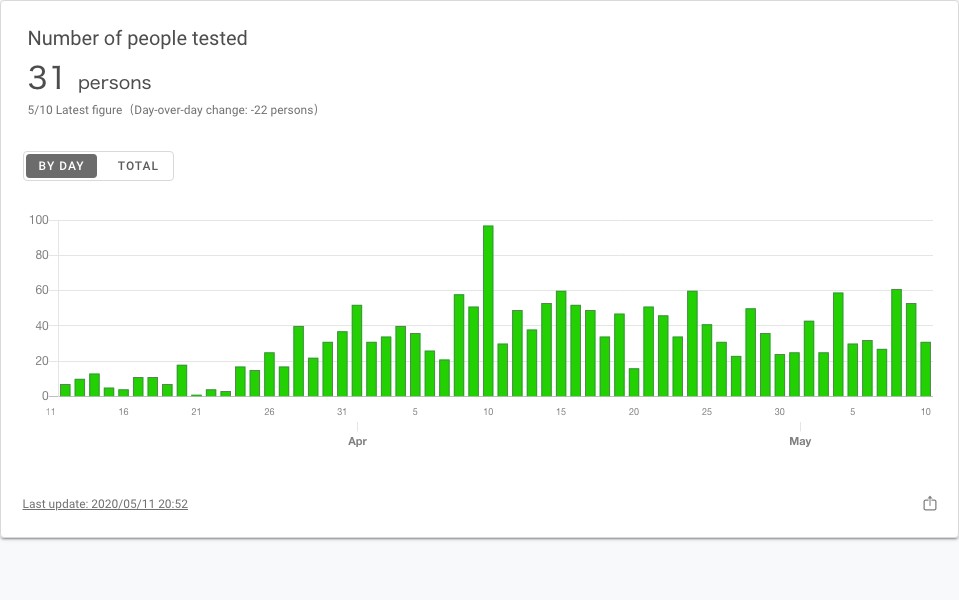 Number of people tested
31 persons
5/10 Latest figure（Day-over-day change: -22 persons）
BY DAY TOTAL
100
80
60
40
20
0
11 16 21 26 31 5 10 15 20 25 30 5 10
Apr May
Last update: 2020/05/11 20:52